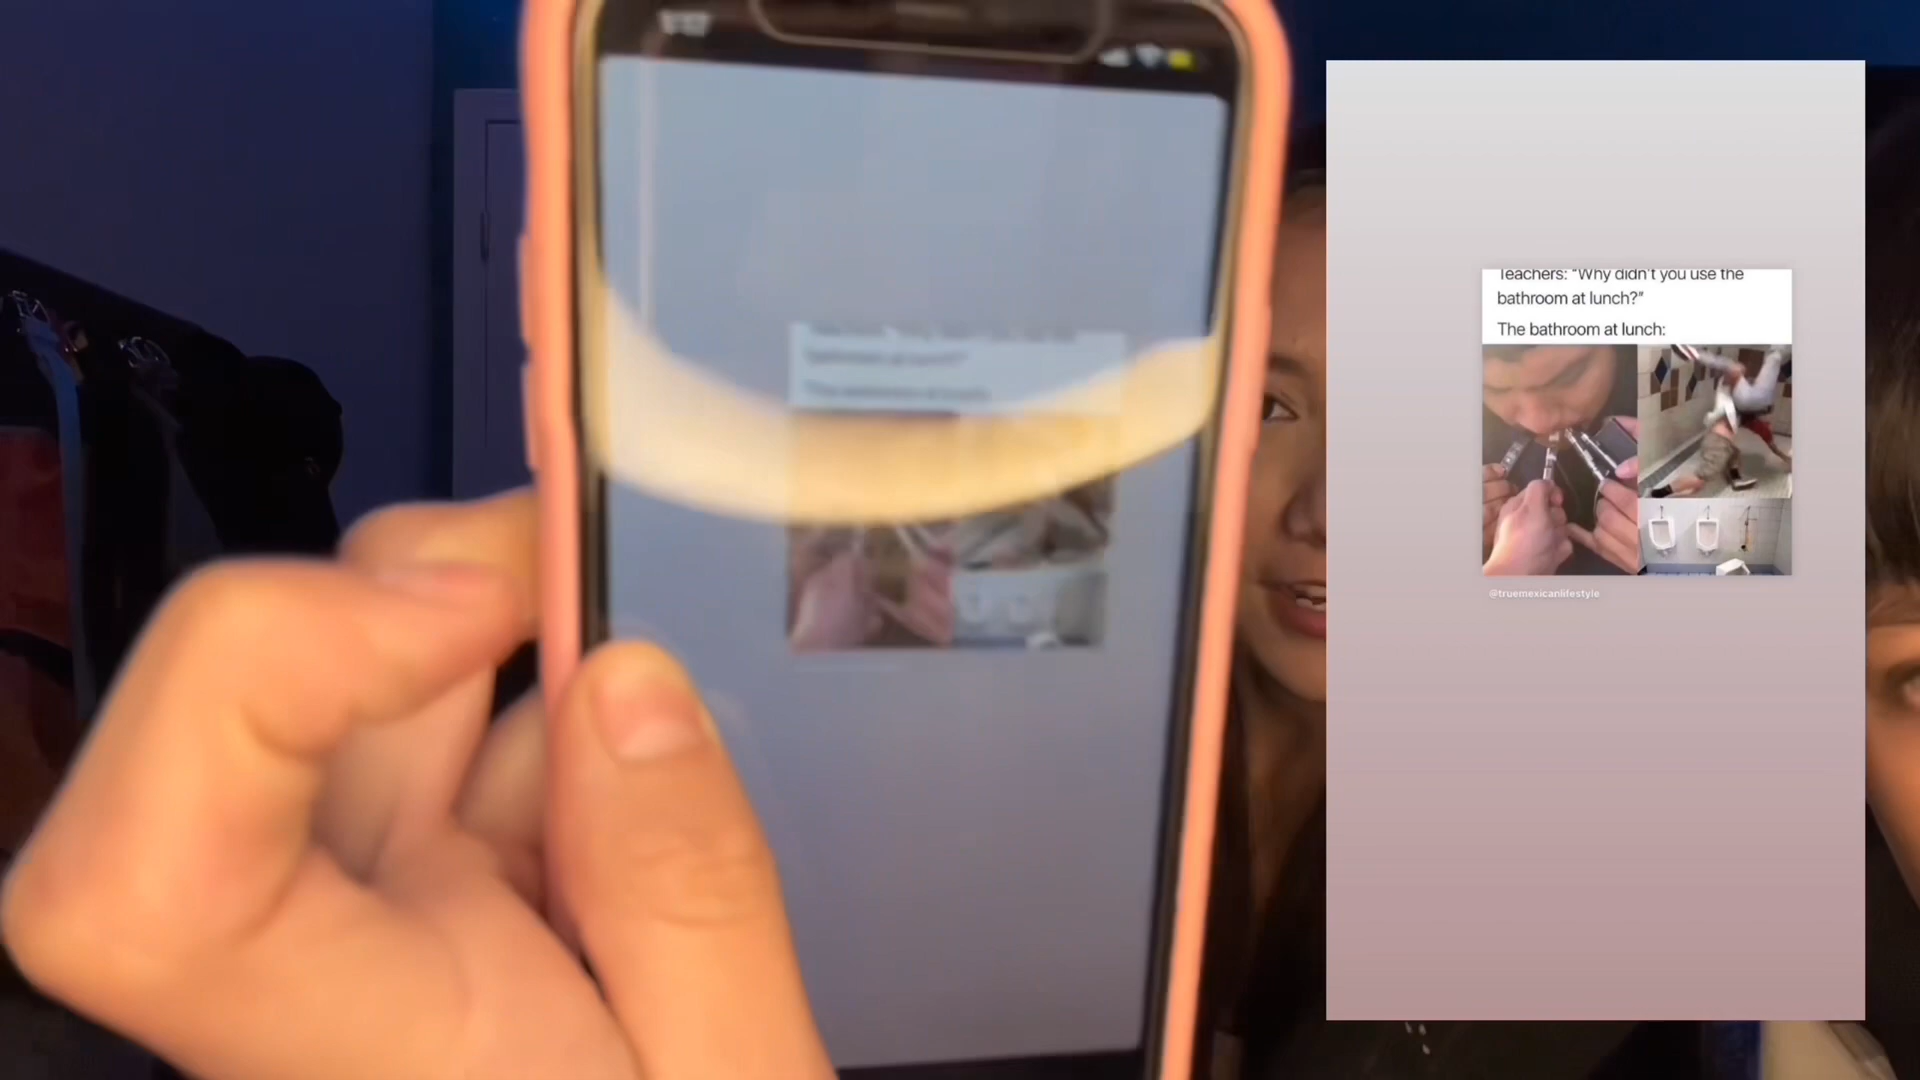 Teachers: "Why didn't you use the
bathroom at lunch?"
The bathroom at lunch:
@truemexicanlifestyle